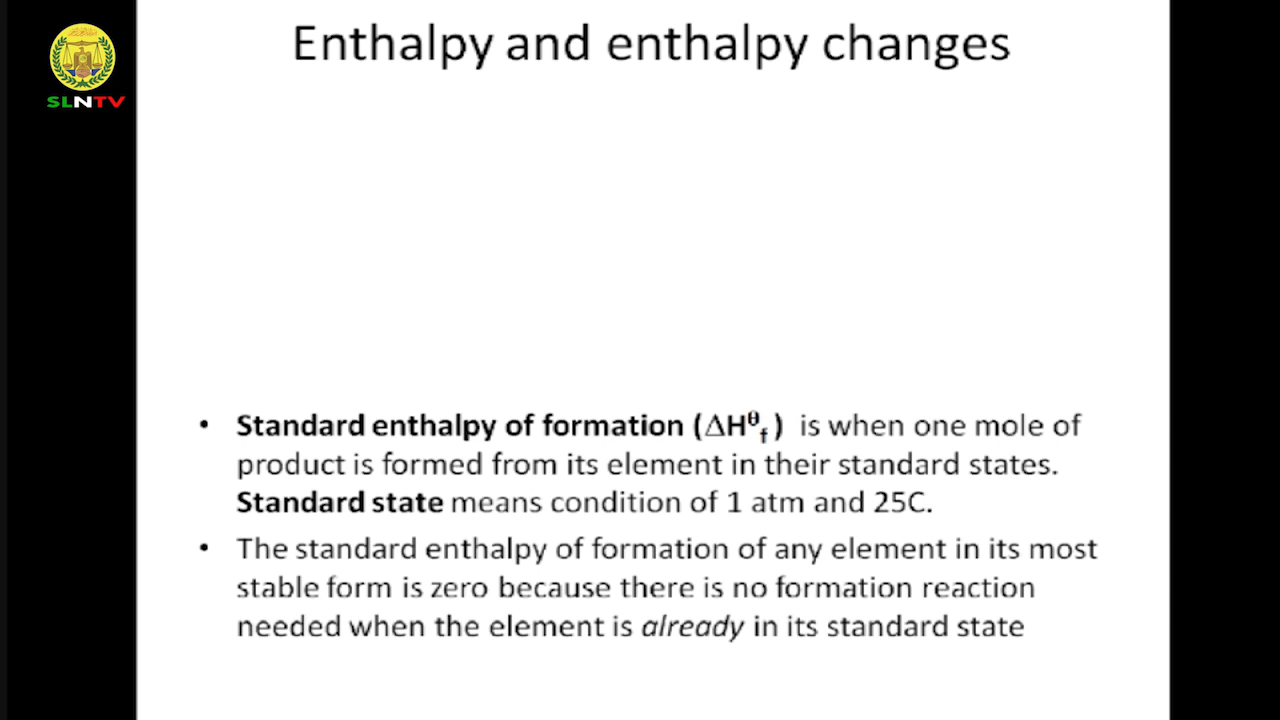 SLNTV
Enthalpy and enthalpy changes
• Standard enthalpy of formation (ΔHᶿf ) is when one mole of
product is formed from its element in their standard states.
Standard state means condition of 1 atm and 25C.
• The standard enthalpy of formation of any element in its most
stable form is zero because there is no formation reaction
needed when the element is already in its standard state